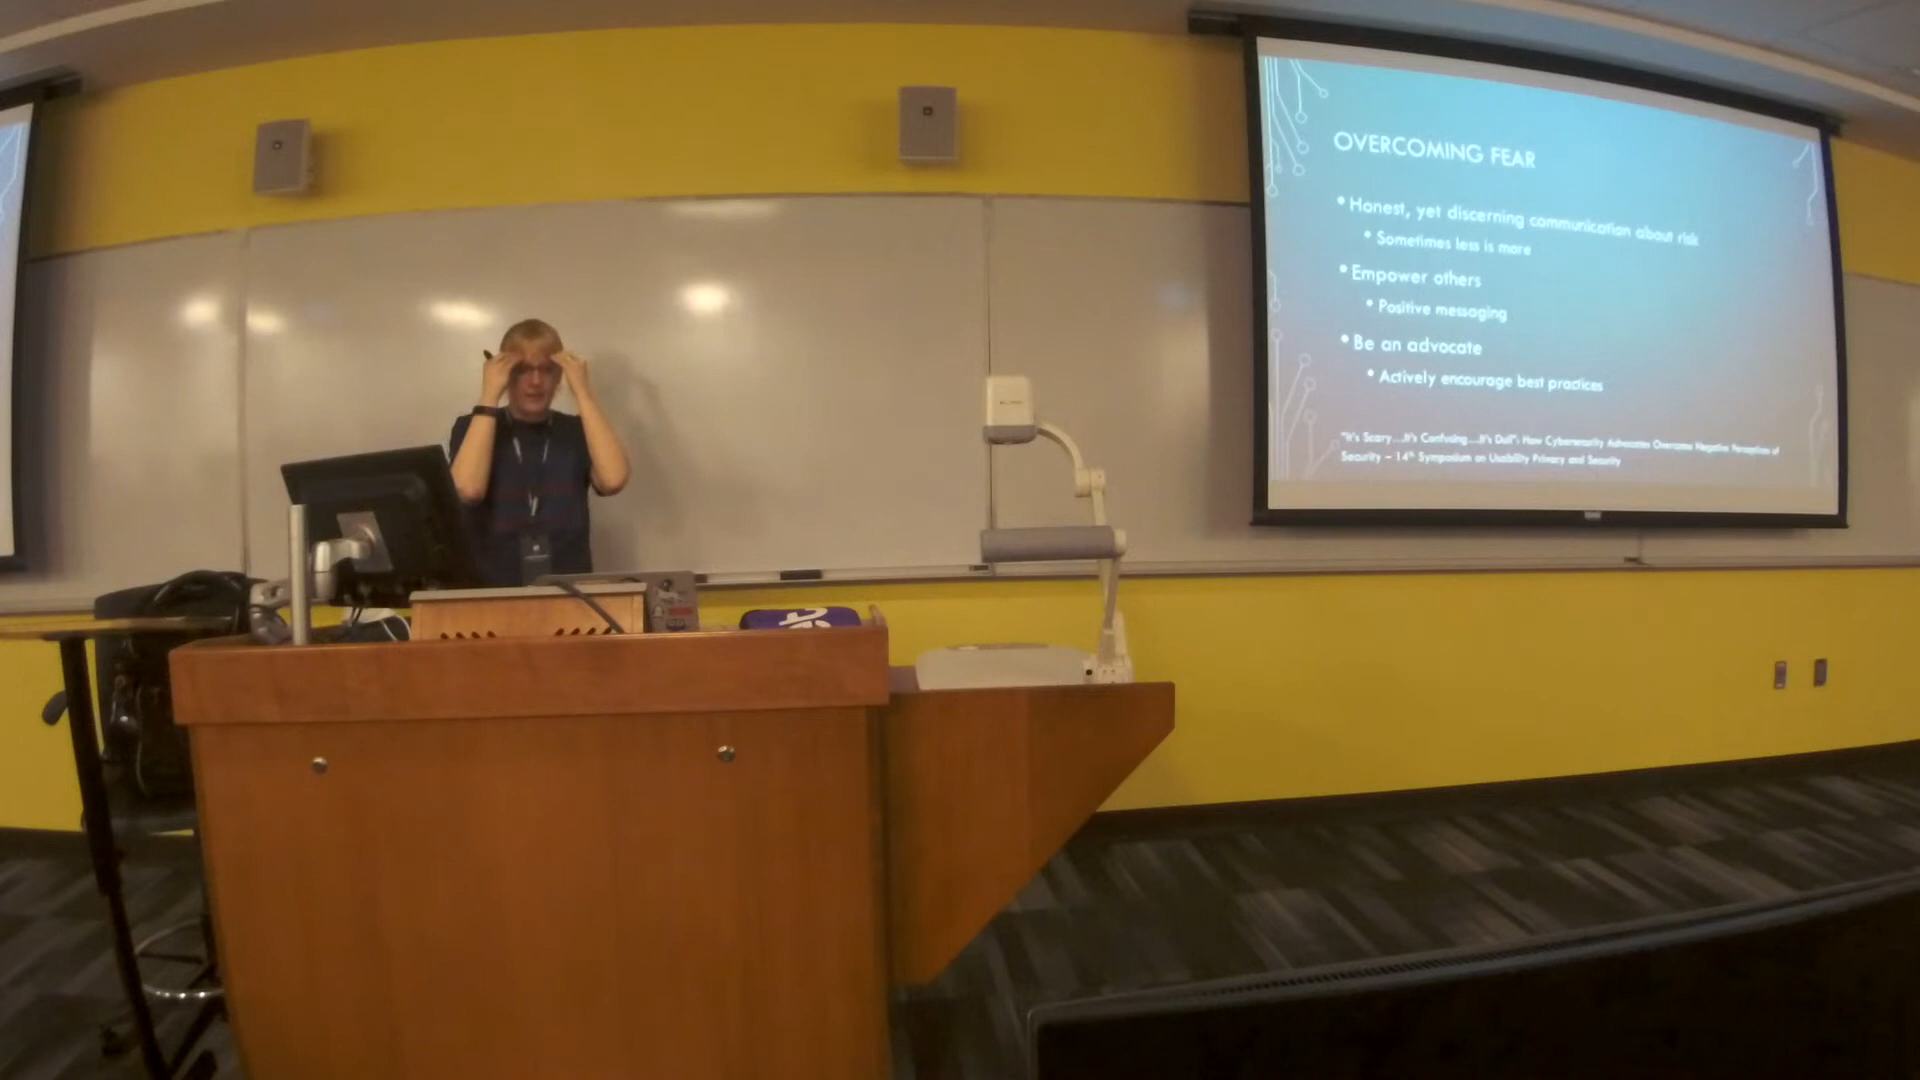 OVERCOMING FEAR
• Honest, yet discerning communication about risk
• Sometimes less is more
• Empower others
• Positive messaging
• Be an advocate
• Actively encourage best practices
"It's Scary...It's Confusing...It's Dull": How Cybersecurity Advocates Overcome Negative Perceptions of
Security – 14th Symposium on Usability Privacy and Security